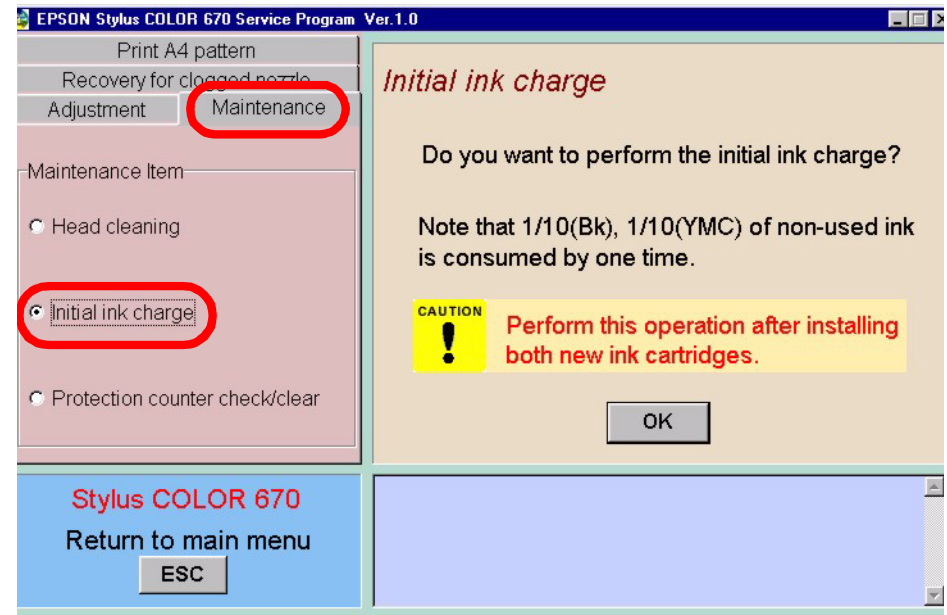 EPSON Stylus COLOR 670 Service Program Ver.1.0
Print A4 pattern
Recovery for clogged nozzle
Adjustment
Maintenance
Maintenance Item
Head cleaning
Initial ink charge
Protection counter check/clear
Initial ink charge
Do you want to perform the initial ink charge?
Note that 1/10(Bk), 1/10(YMC) of non-used ink
is consumed by one time.
CAUTION
Perform this operation after installing
both new ink cartridges.
OK
Stylus COLOR 670
Return to main menu
ESC